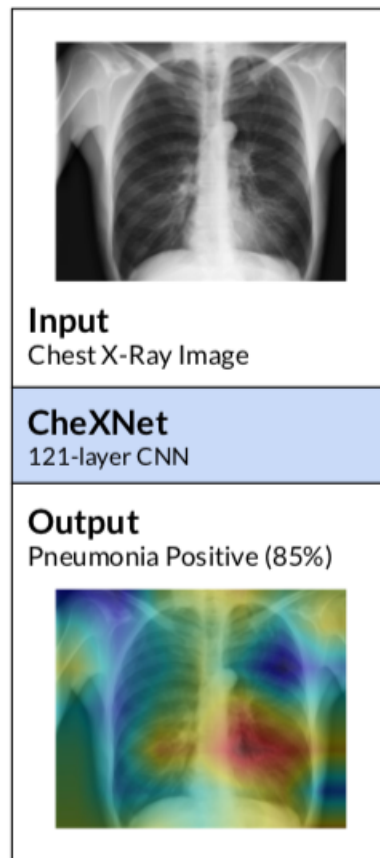 Input
Chest X-Ray Image
CheXNet
121-layer CNN
Output
Pneumonia Positive (85%)